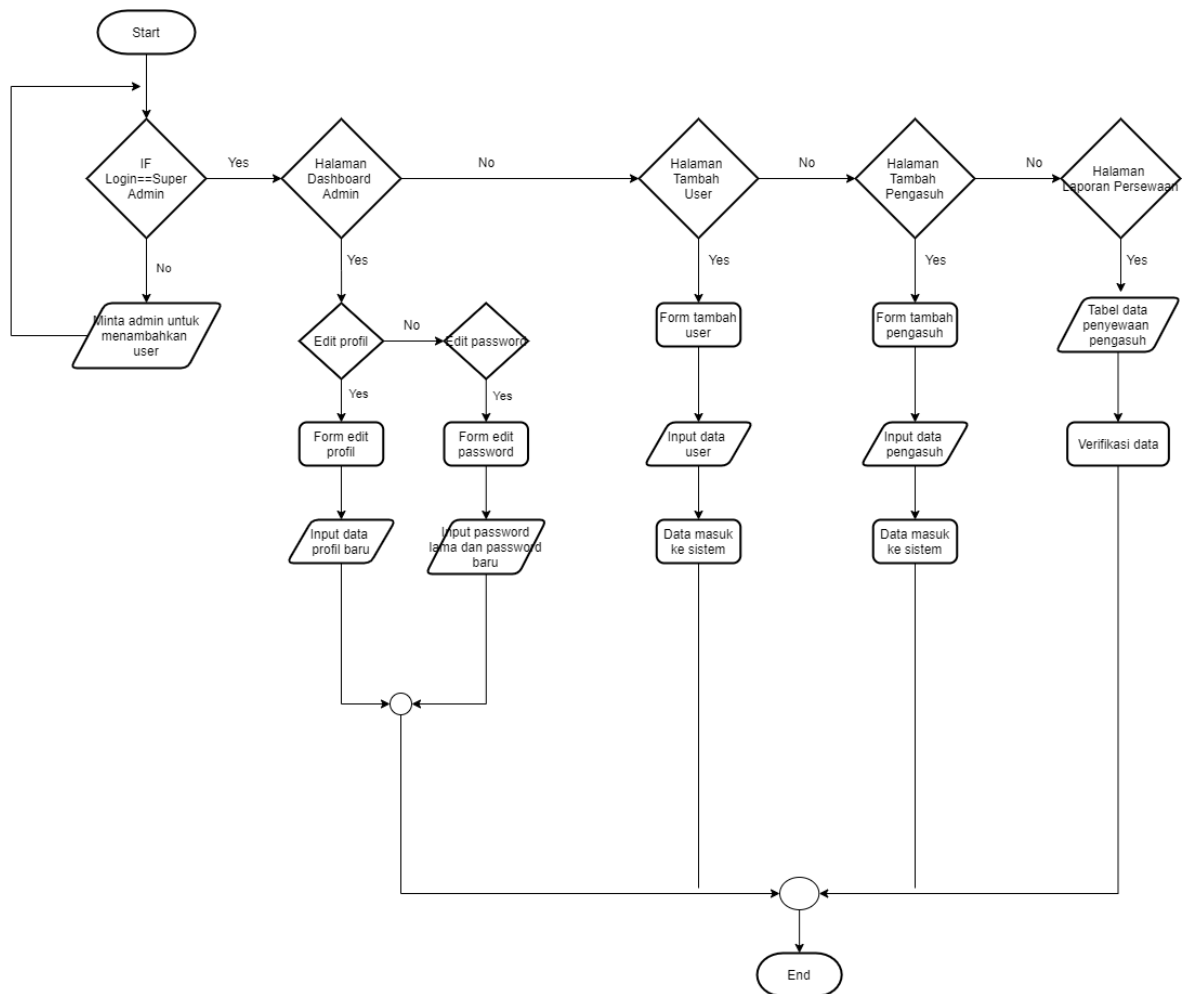 Start
IF
Login==Super
Admin
Yes
Halaman
Dashboard
Admin
No
Halaman
Tambah
User
No
Halaman
Tambah
Pengasuh
No
Halaman
Laporan Persewaan
No
Yes
Yes
Yes
Yes
Minta admin untuk
menambahkan
user
Edit profil
No
Edit password
Form tambah
user
Form tambah
pengasuh
Tabel data
penyewaan
pengasuh
Yes
Yes
Form edit
profil
Form edit
password
Input data
user
Input data
pengasuh
Verifikasi data
Input data
profil baru
Input password
lama dan password
baru
Data masuk
ke sistem
Data masuk
ke sistem
End